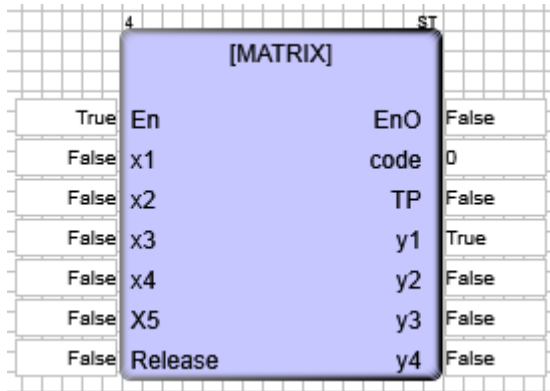 4 ST
[MATRIX]
True En EnO False
False x1 code 0
False x2 TP False
False x3 y1 True
False x4 y2 False
False X5 y3 False
False Release y4 False